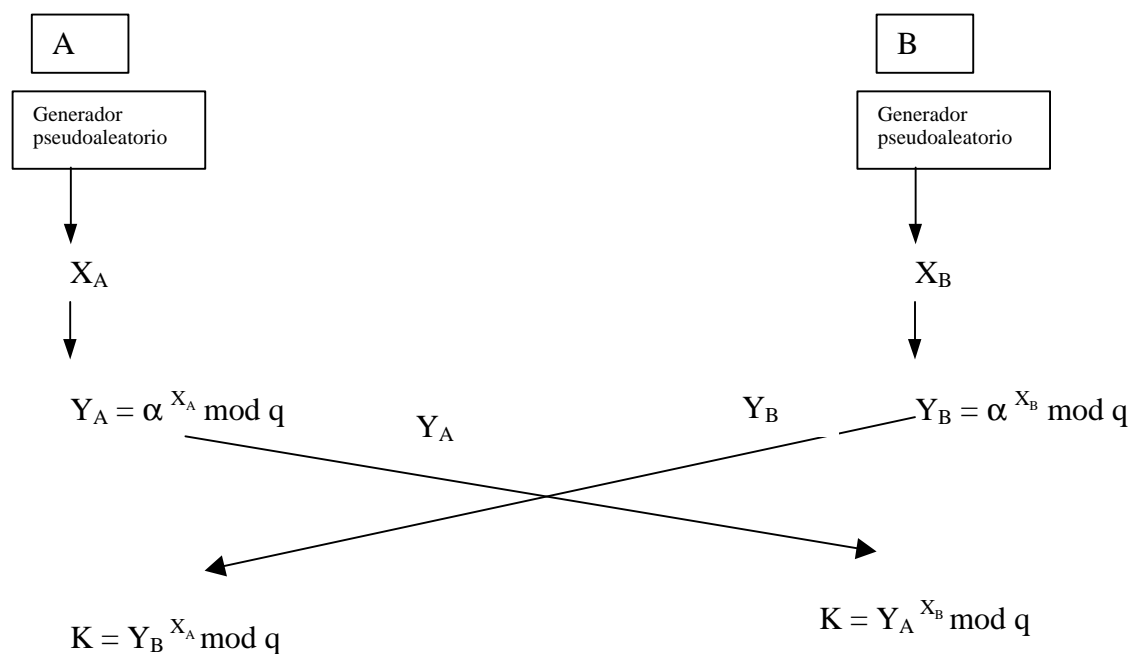 A
B
Generador
pseudoaleatorio
Generador
pseudoaleatorio
X_A
X_B
Y_A = α^{X_A} mod q
Y_A
Y_B
Y_B = α^{X_B} mod q
K = Y_B^{X_A} mod q
K = Y_A^{X_B} mod q